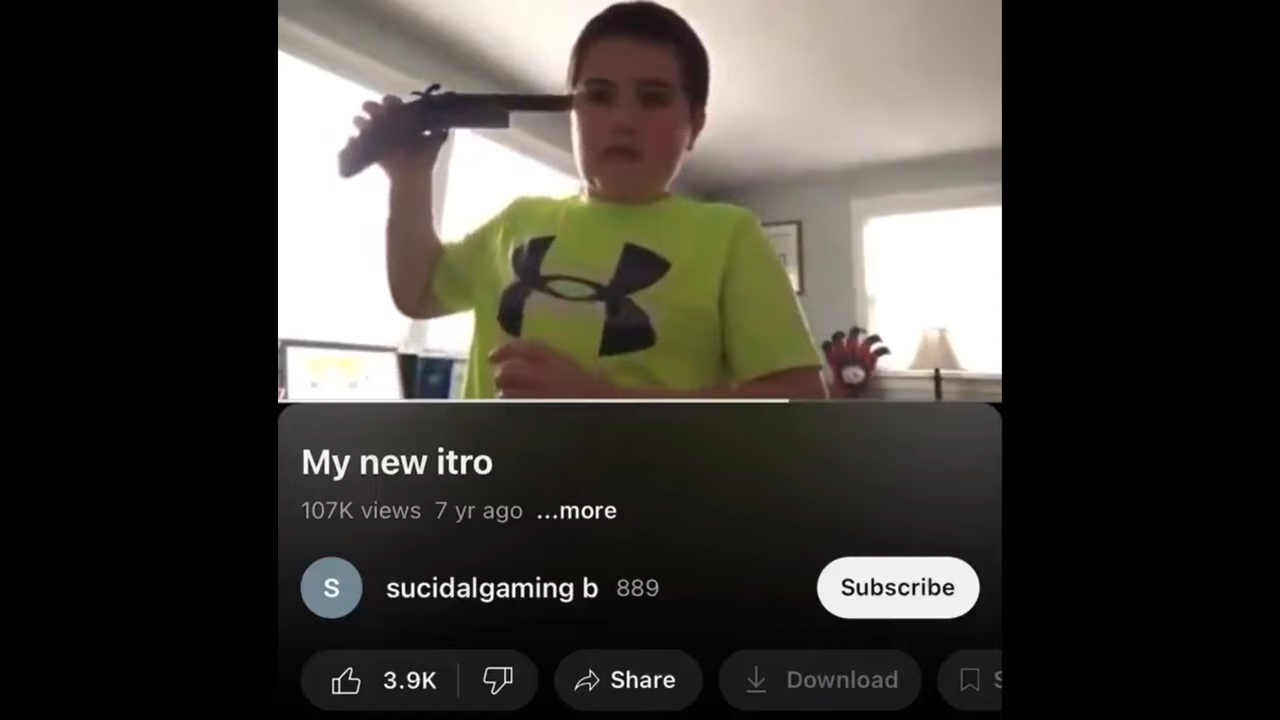 My new itro
107K views 7 yr ago ...more
S sucidalgaming b 889 Subscribe
3.9K Share Download S